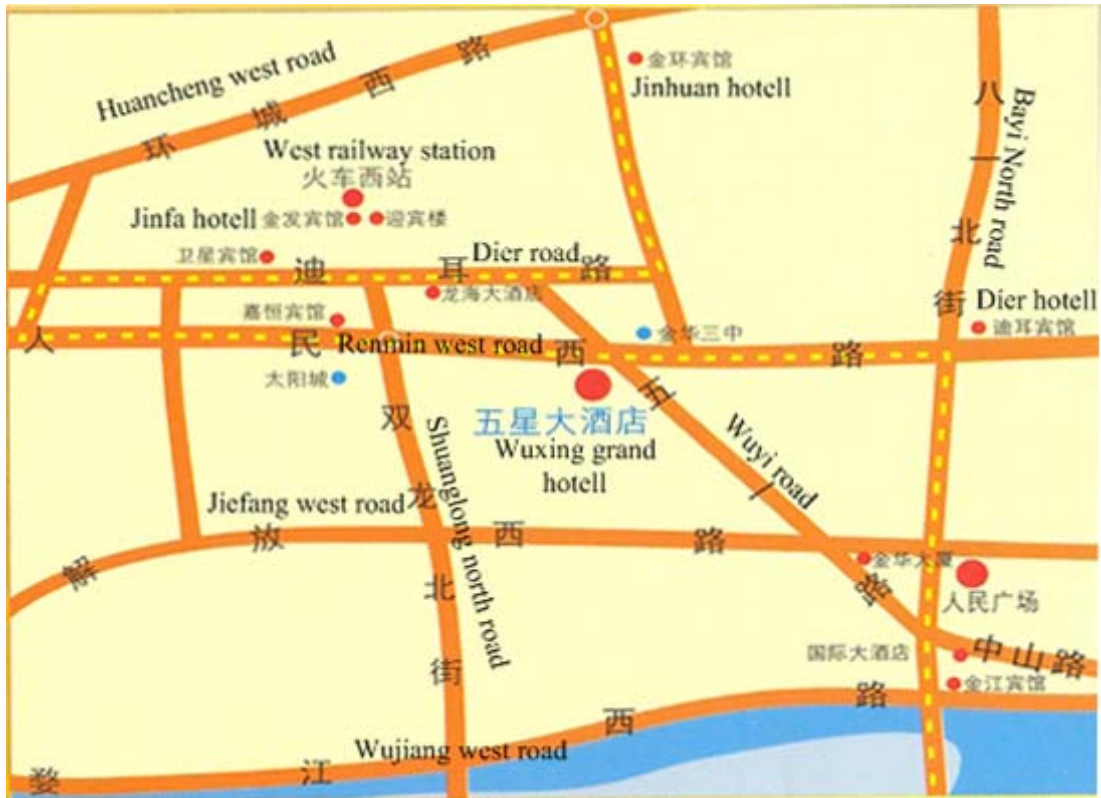 Huancheng west road
环城西路
金环宾馆
Jinhuan hotell
West railway station
火车西站
Jinfa hotell
金发宾馆
迎宾楼
卫星宾馆
Dier road
迪耳路
龙海大酒店
嘉恒宾馆
人民西路
Renmin west road
金华三中
太阳城
五星大酒店
Wuxing grand
hotell
八一北街
Bayi North road
Dier hotell
迪耳宾馆
双龙北街
Shuanglong north road
五一路
Wuyi road
Jiefang west road
解放西路
金华大厦
人民广场
国际大酒店
中山路
金江宾馆
Wujiang west road
婺江西路